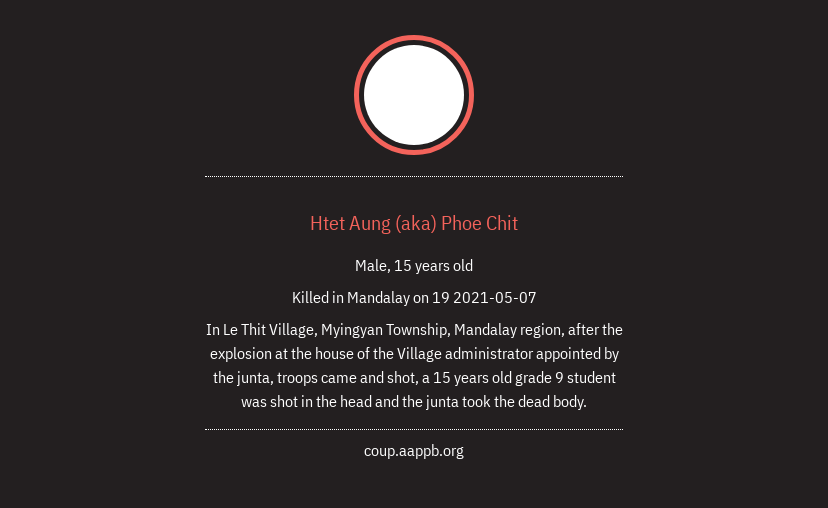 Htet Aung (aka) Phoe Chit
Male, 15 years old
Killed in Mandalay on 19 2021-05-07
In Le Thit Village, Myingyan Township, Mandalay region, after the
explosion at the house of the Village administrator appointed by
the junta, troops came and shot, a 15 years old grade 9 student
was shot in the head and the junta took the dead body.
coup.aappb.org